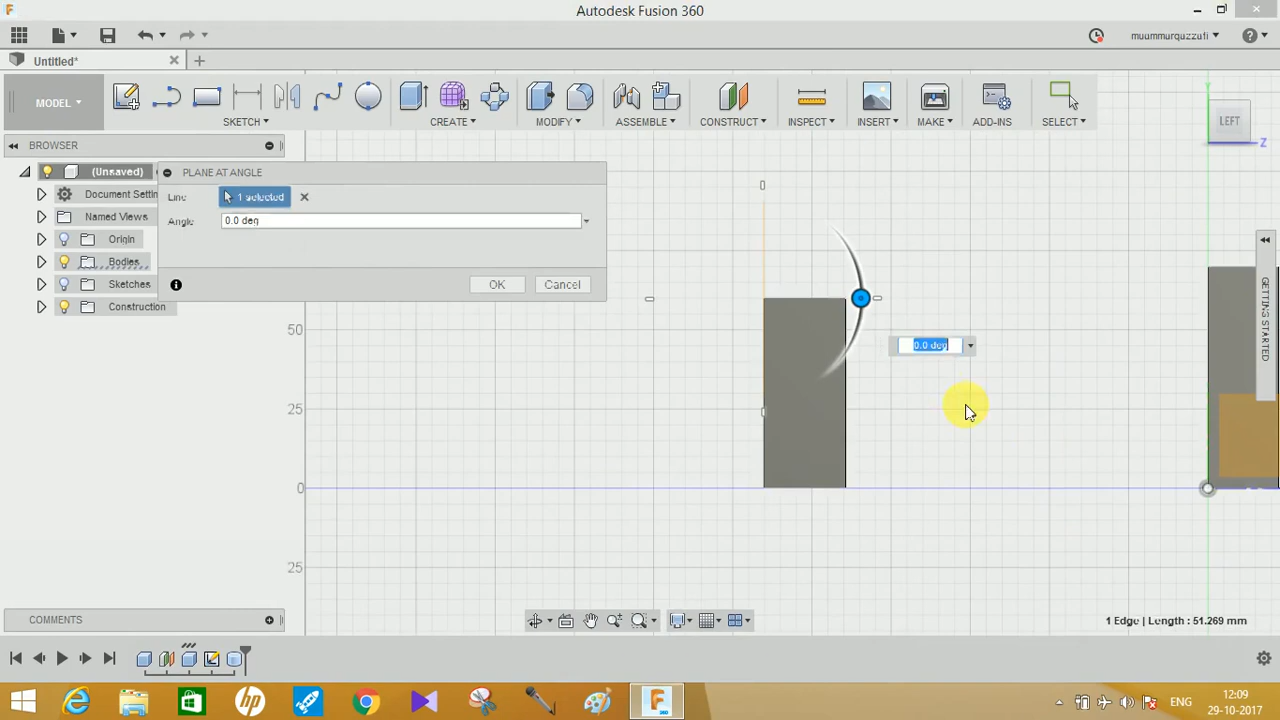 Autodesk Fusion 360
muammurquzzufi
Untitled*
MODEL
SKETCH
CREATE
MODIFY
ASSEMBLE
CONSTRUCT
INSPECT
INSERT
MAKE
ADD-INS
SELECT
LEFT
Y
Z
BROWSER
(Unsaved)
Document Settin
Named Views
Origin
Bodies
Sketches
Construction
PLANE AT ANGLE
Line
1 selected
Angle
0.0 deg
OK
Cancel
0.0 deg
50
25
0
25
GETTING STARTED
COMMENTS
1 Edge | Length : 51.269 mm
360
ENG
12:09
29-10-2017